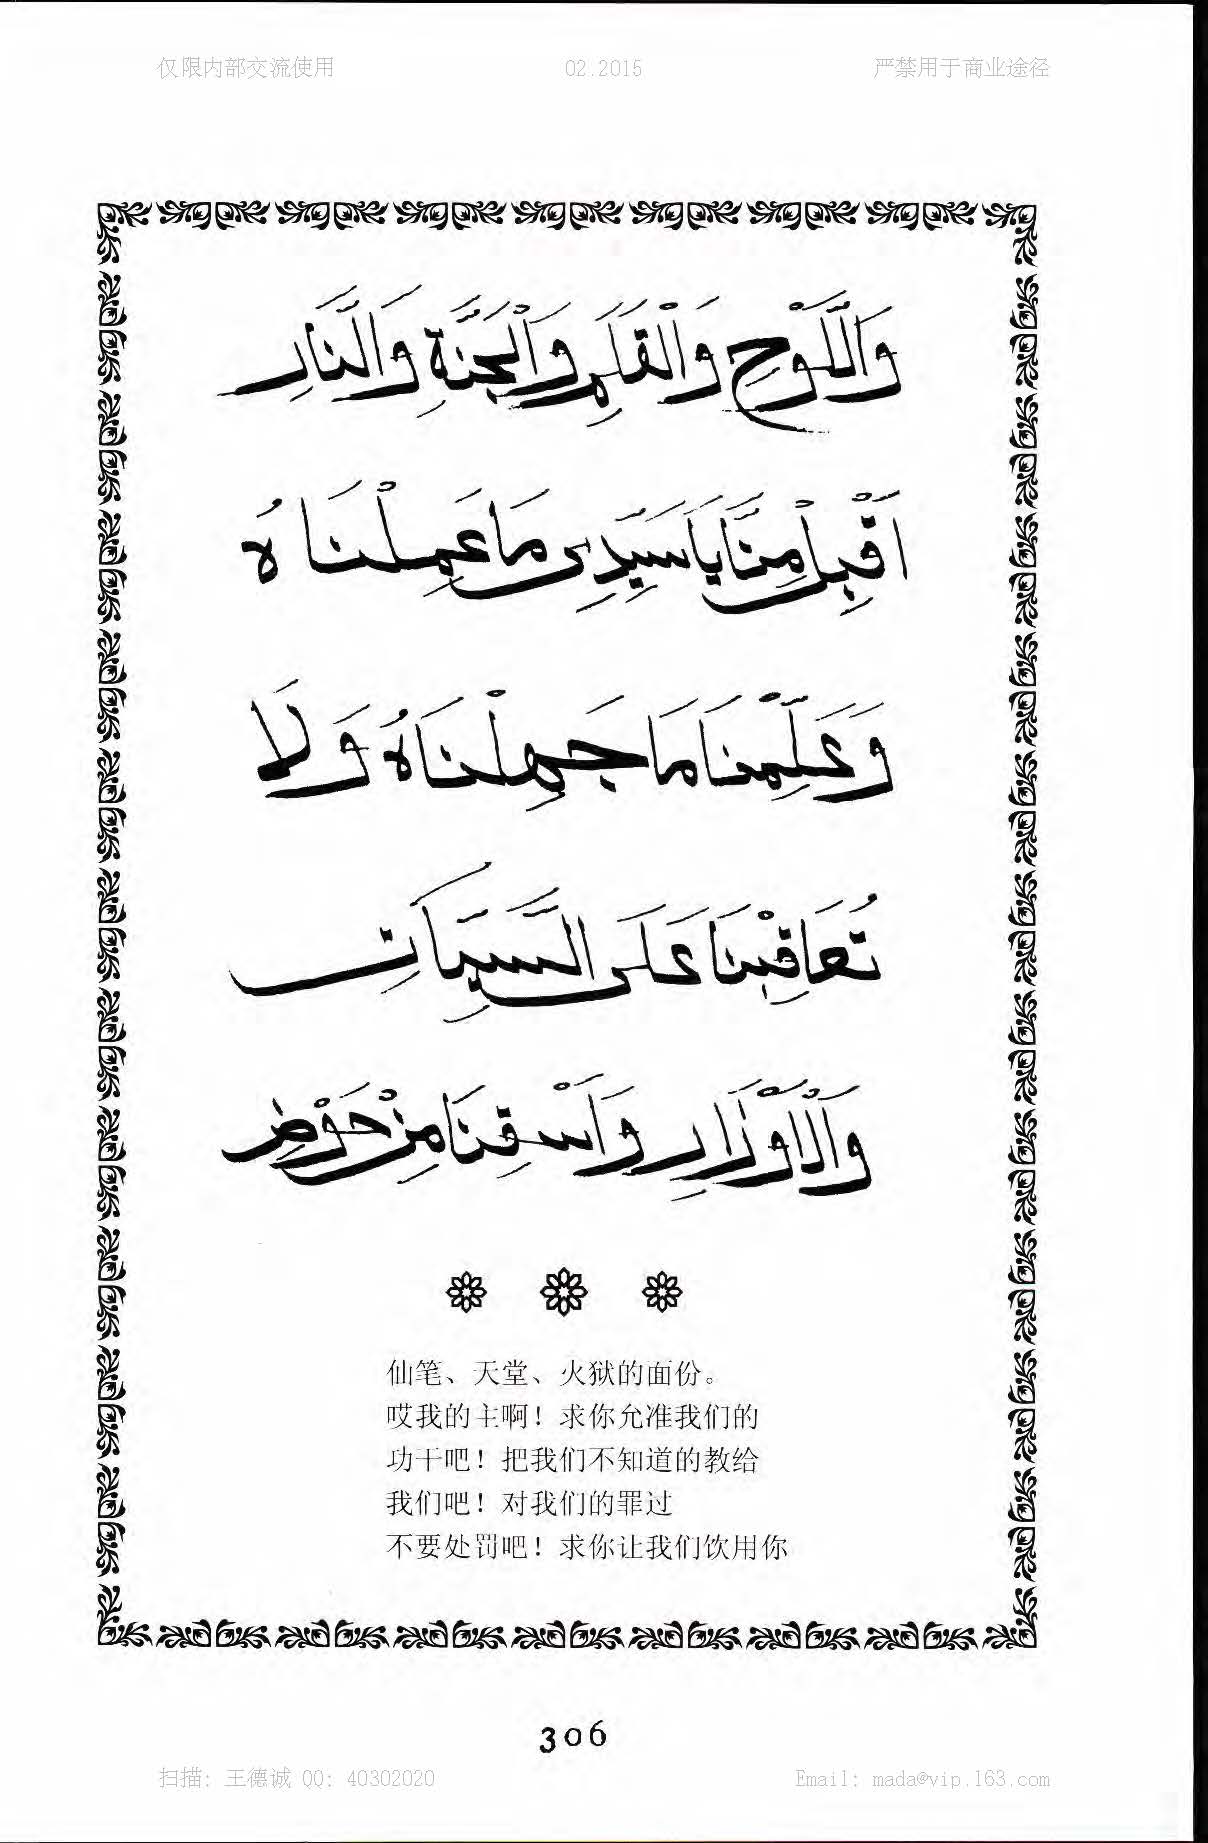 仅限内部交流使用 02.2015 严禁用于商业途径
وَاللَّوْحِ وَالْقَلَمِ وَالْجَنَّةِ وَالنَّارِ
اَقْبِلْ مِنَّا يَا سَيِّدِي مَا عَمِلْنَاهُ
وَعَلِّمْنَا مَا جَهِلْنَاهُ وَلَا
تُعَاقِبْنَا عَلَى السَّيِّاٰتِ
وَالْاَوْزَارِ وَاَسْقِنَا مِنْ حَوْضِ
仙笔、天堂、火狱的面份。
哎我的主啊！求你允准我们的
功干吧！把我们不知道的教给
我们吧！对我们的罪过
不要处罚吧！求你让我们饮用你
306
扫描: 王德诚 QQ: 40302020 Email: mada@vip.163.com